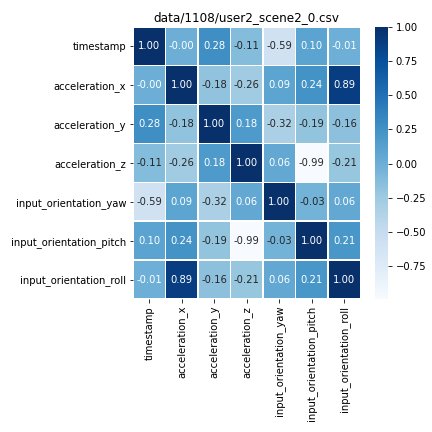 data/1108/user2_scene2_0.csv
timestamp 1.00 -0.00 0.28 -0.11 -0.59 0.10 -0.01
acceleration_x -0.00 1.00 -0.18 -0.26 0.09 0.24 0.89
acceleration_y 0.28 -0.18 1.00 0.18 -0.32 -0.19 -0.16
acceleration_z -0.11 -0.26 0.18 1.00 0.06 -0.99 -0.21
input_orientation_yaw -0.59 0.09 -0.32 0.06 1.00 -0.03 0.06
input_orientation_pitch 0.10 0.24 -0.19 -0.99 -0.03 1.00 0.21
input_orientation_roll -0.01 0.89 -0.16 -0.21 0.06 0.21 1.00
timestamp
acceleration_x
acceleration_y
acceleration_z
input_orientation_yaw
input_orientation_pitch
input_orientation_roll
1.00
0.75
0.50
0.25
0.00
−0.25
−0.50
−0.75